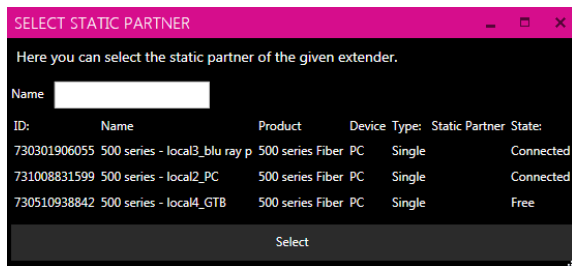 SELECT STATIC PARTNER
Here you can select the static partner of the given extender.
Name
ID: Name Product Device Type: Static Partner State:
730301906055 500 series - local3_blu ray p 500 series Fiber PC Single Connected
731008831599 500 series - local2_PC 500 series Fiber PC Single Connected
730510938842 500 series - local4_GTB 500 series Fiber PC Single Free
Select